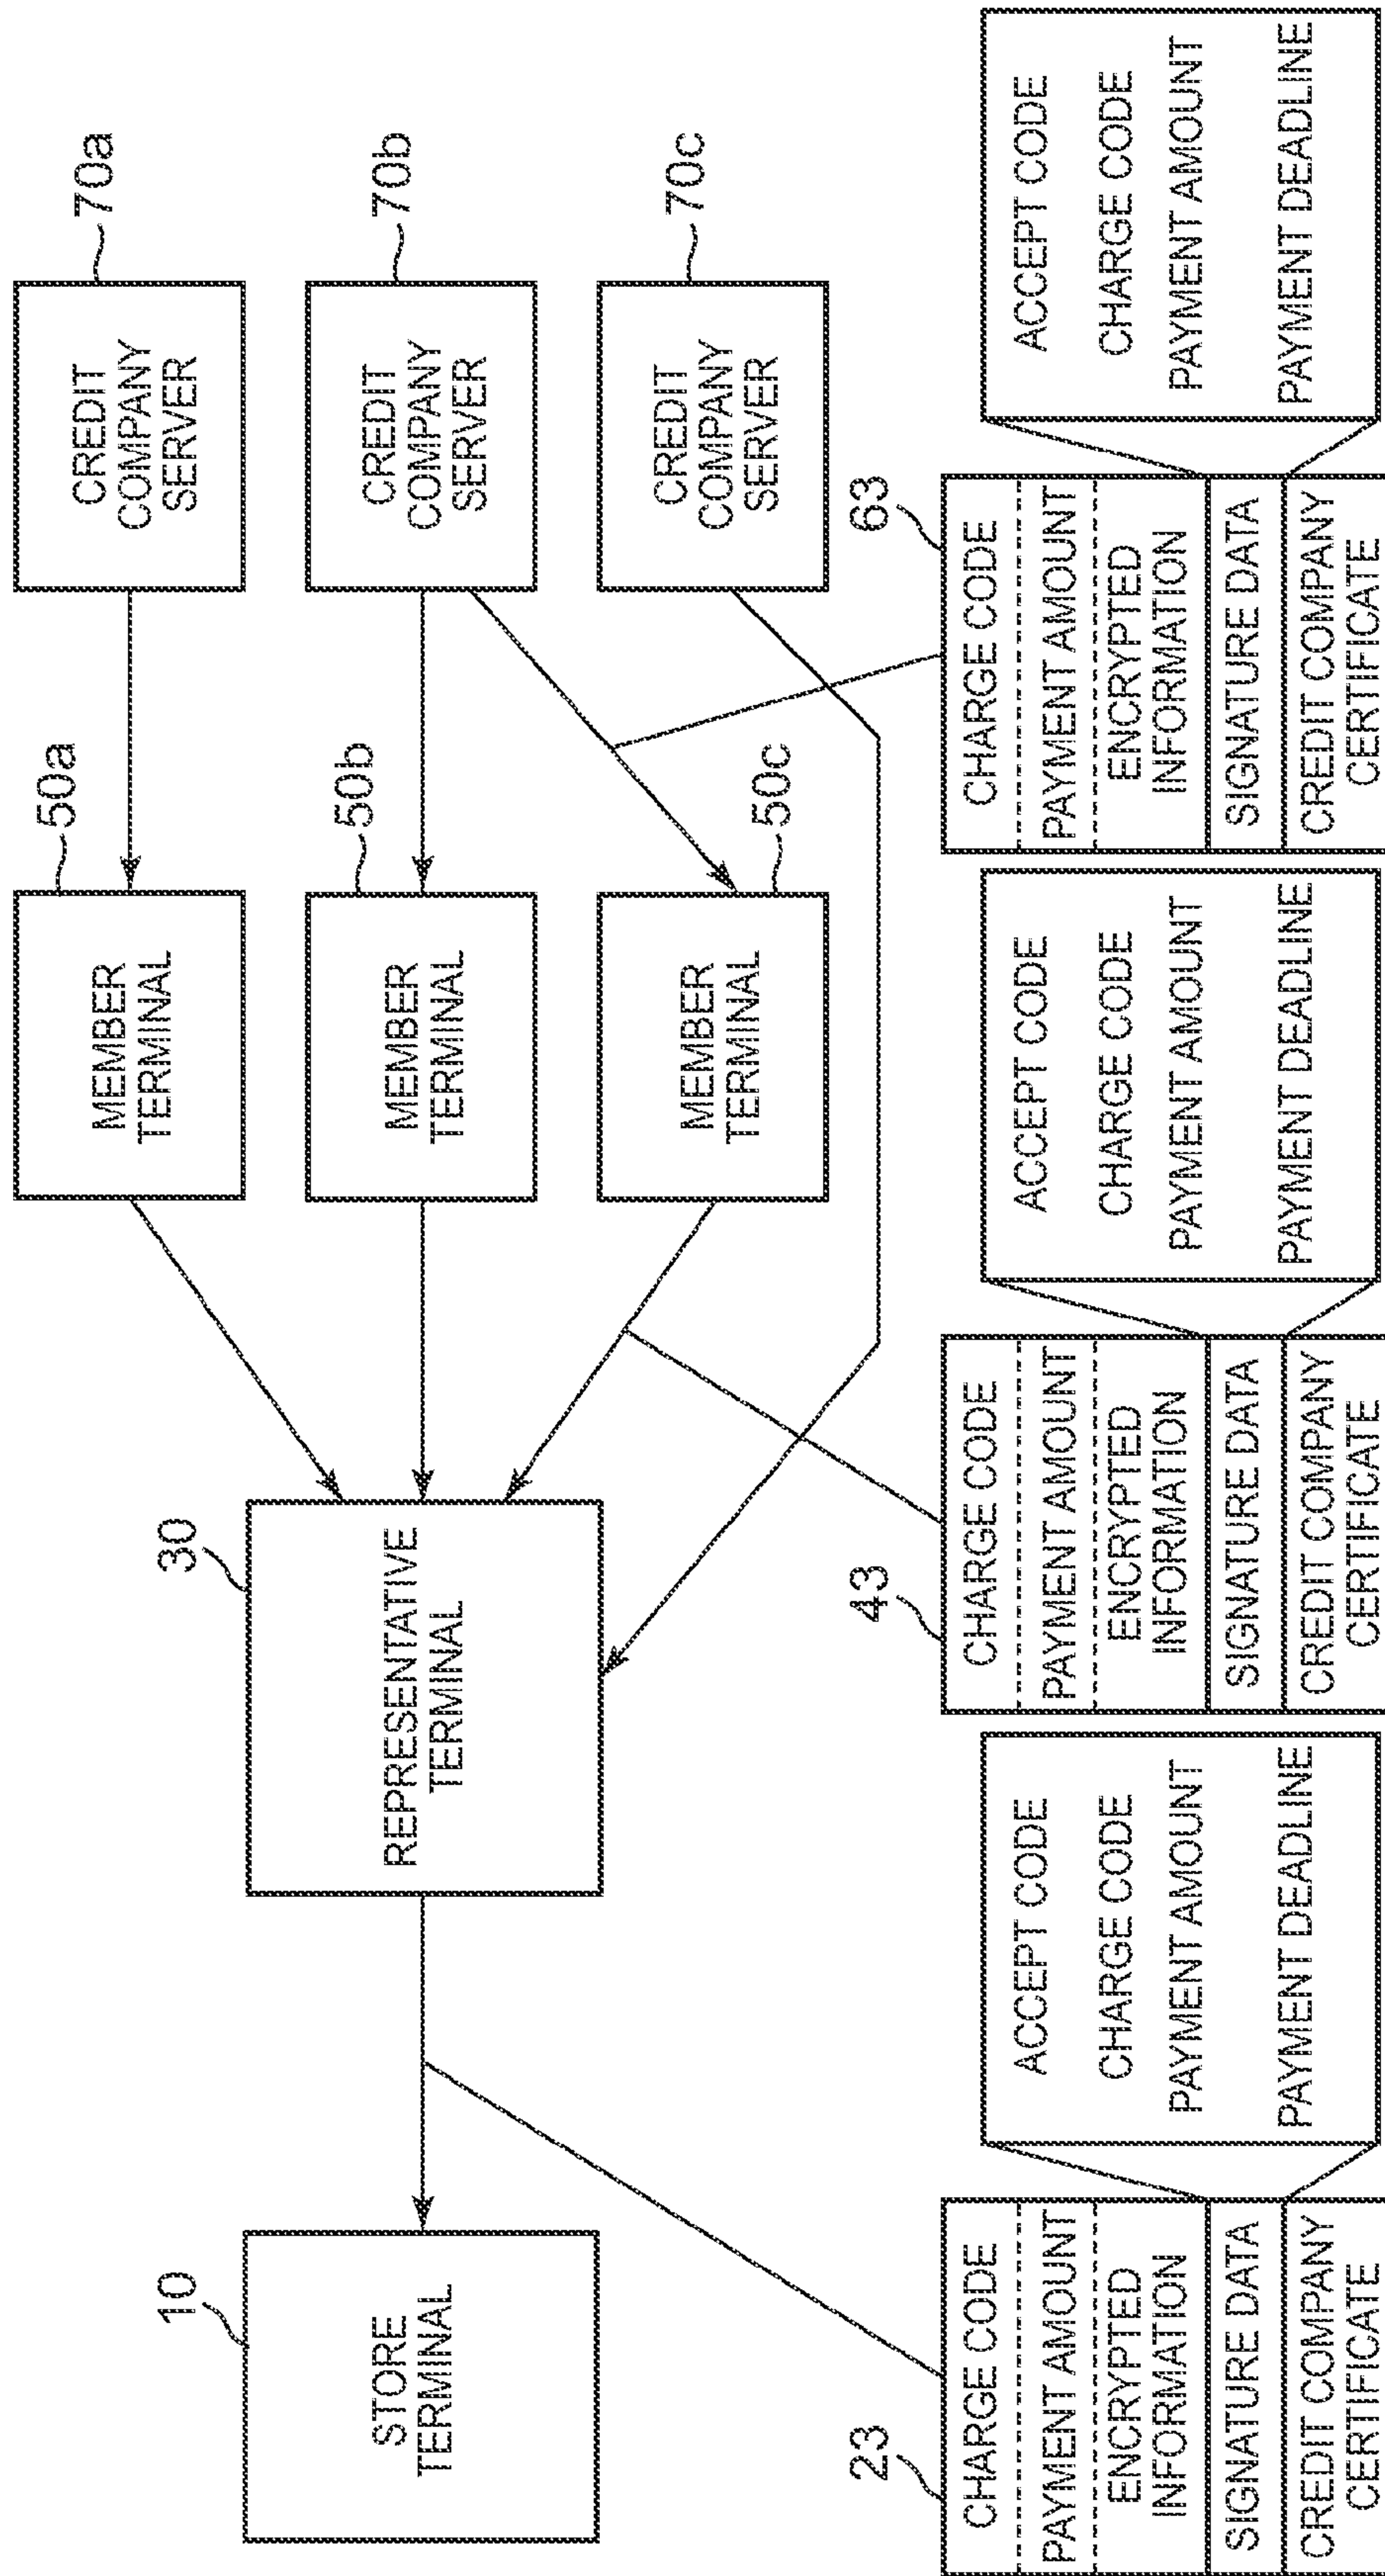 10
STORE
TERMINAL
30
REPRESENTATIVE
TERMINAL
50a
MEMBER
TERMINAL
50b
MEMBER
TERMINAL
50c
MEMBER
TERMINAL
70a
CREDIT
COMPANY
SERVER
70b
CREDIT
COMPANY
SERVER
70c
CREDIT
COMPANY
SERVER
23
CHARGE CODE
PAYMENT AMOUNT
ENCRYPTED
INFORMATION
SIGNATURE DATA
CREDIT COMPANY
CERTIFICATE
ACCEPT CODE
CHARGE CODE
PAYMENT AMOUNT
PAYMENT DEADLINE
43
CHARGE CODE
PAYMENT AMOUNT
ENCRYPTED
INFORMATION
SIGNATURE DATA
CREDIT COMPANY
CERTIFICATE
ACCEPT CODE
CHARGE CODE
PAYMENT AMOUNT
PAYMENT DEADLINE
63
CHARGE CODE
PAYMENT AMOUNT
ENCRYPTED
INFORMATION
SIGNATURE DATA
CREDIT COMPANY
CERTIFICATE
ACCEPT CODE
CHARGE CODE
PAYMENT AMOUNT
PAYMENT DEADLINE